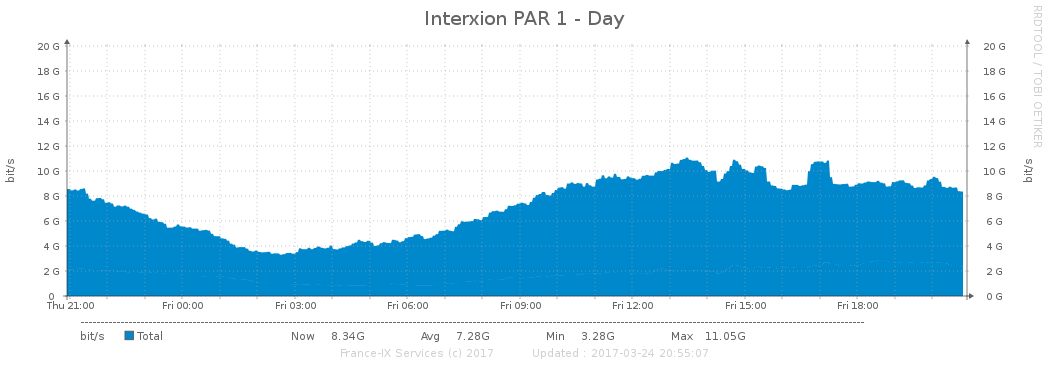 Interxion PAR 1 - Day
RRDTOOL / TOBI OETIKER
20 G 20 G
18 G 18 G
16 G 16 G
14 G 14 G
12 G 12 G
10 G 10 G
8 G 8 G
6 G 6 G
4 G 4 G
2 G 2 G
0 0 G
bit/s
bit/s
Thu 21:00 Fri 00:00 Fri 03:00 Fri 06:00 Fri 09:00 Fri 12:00 Fri 15:00 Fri 18:00
bit/s Total Now 8.34G Avg 7.28G Min 3.28G Max 11.05G
France-IX Services (c) 2017 Updated : 2017-03-24 20:55:07